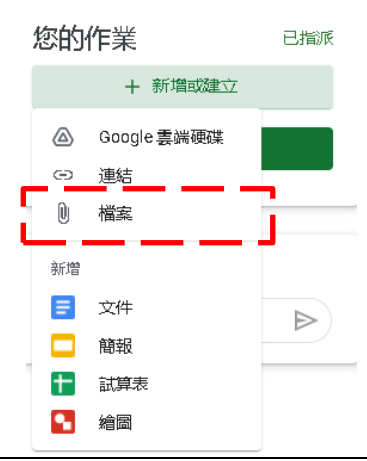 您的作業
已指派
+ 新增或建立
Google 雲端硬碟
連結
檔案
新增
文件
簡報
試算表
繪圖